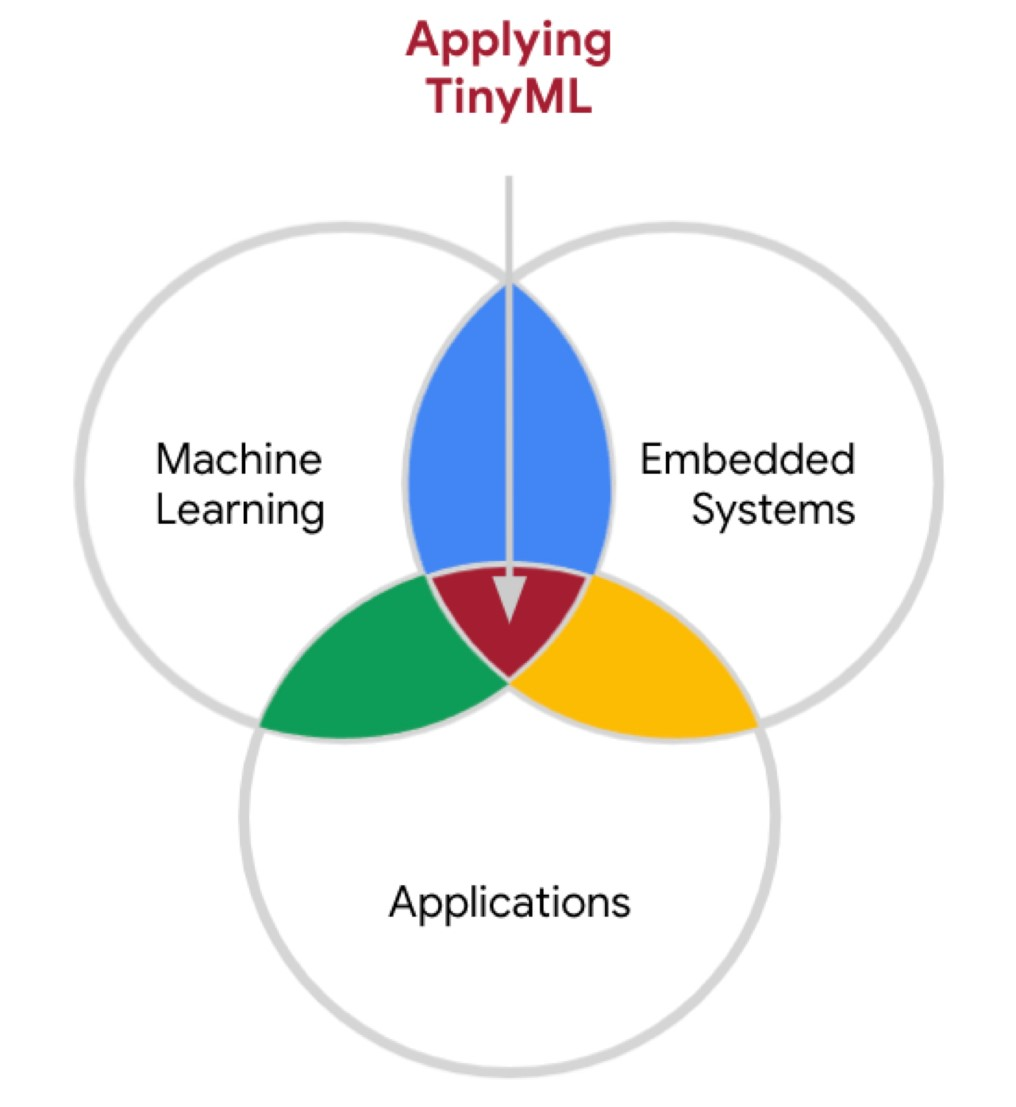 Applying
TinyML
Machine
Learning
Embedded
Systems
Applications